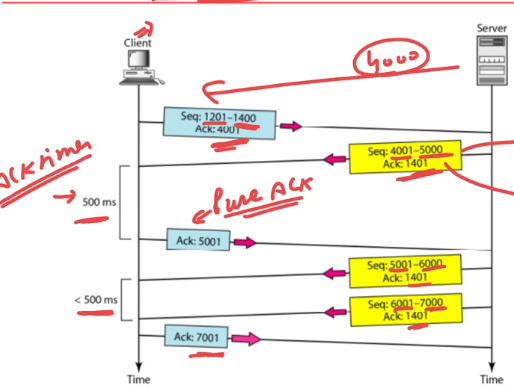 Client
Server
4000
Seq: 1201–1400
Ack: 4001
Seq: 4001–5000
Ack: 1401
ACK timer
500 ms
Pure ACK
Ack: 5001
Seq: 5001–6000
Ack: 1401
< 500 ms
Seq: 6001–7000
Ack: 1401
Ack: 7001
Time
Time